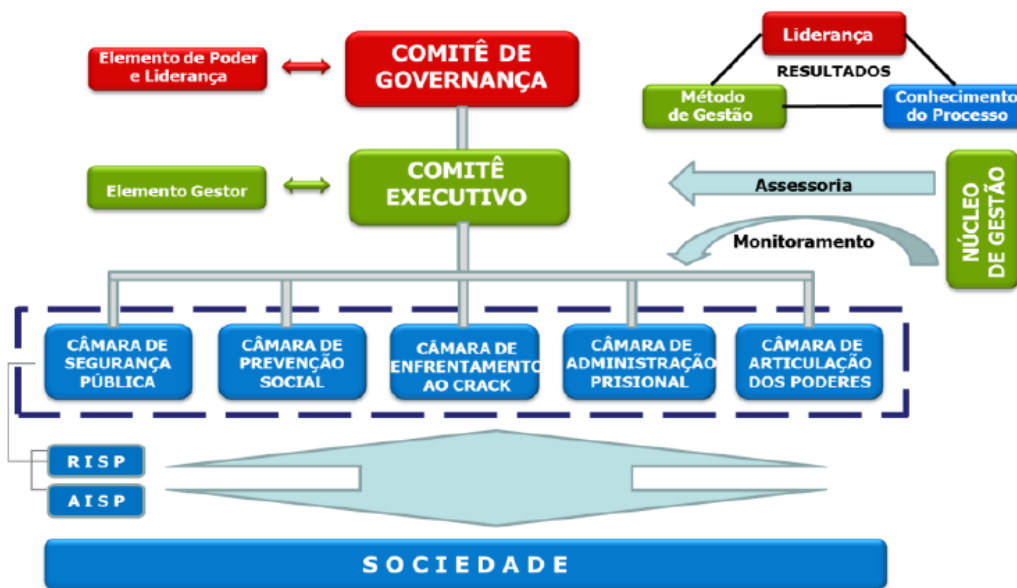 Elemento de Poder
e Liderança
COMITÊ DE
GOVERNANÇA
Liderança
RESULTADOS
Método
de Gestão
Conhecimento
do Processo
Elemento Gestor
COMITÊ
EXECUTIVO
Assessoria
Monitoramento
NÚCLEO
DE GESTÃO
CÂMARA DE
SEGURANÇA
PÚBLICA
CÂMARA DE
PREVENÇÃO
SOCIAL
CÂMARA DE
ENFRENTAMENTO
AO CRACK
CÂMARA DE
ADMINISTRAÇÃO
PRISIONAL
CÂMARA DE
ARTICULAÇÃO
DOS PODERES
RISP
AISP
SOCIEDADE